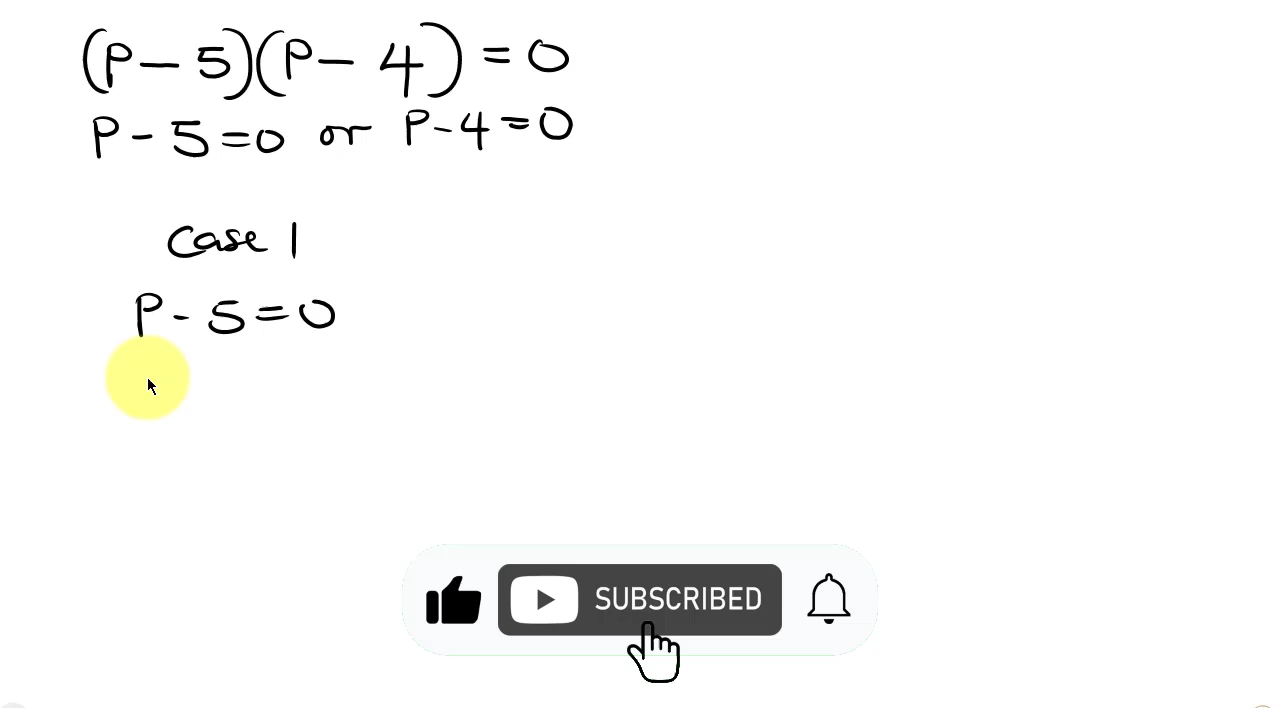 (P - 5)(P - 4) = 0
P - 5 = 0 or P - 4 = 0
Case 1
P - 5 = 0
SUBSCRIBED